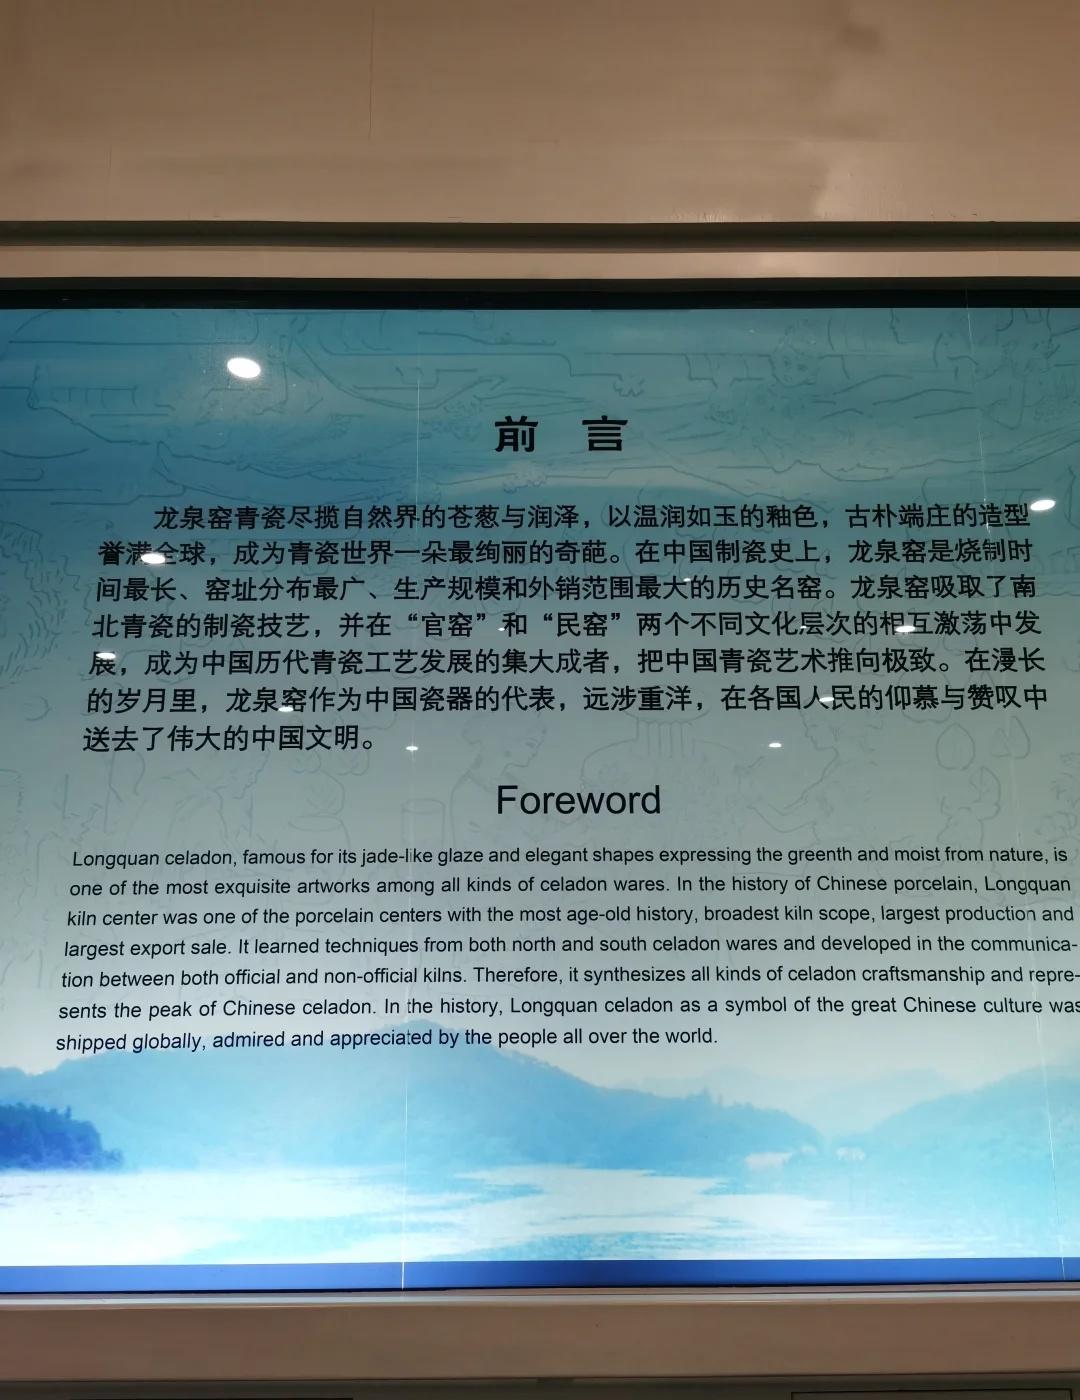 前 言
龙泉窑青瓷尽揽自然界的苍葱与润泽，以温润如玉的釉色，古朴端庄的造型
誉满全球，成为青瓷世界一朵最绚丽的奇葩。在中国制瓷史上，龙泉窑是烧制时
间最长、窑址分布最广、生产规模和外销范围最大的历史名窑。龙泉窑吸取了南
北青瓷的制瓷技艺，并在“官窑”和“民窑”两个不同文化层次的相互激荡中发
展，成为中国历代青瓷工艺发展的集大成者，把中国青瓷艺术推向极致。在漫长
的岁月里，龙泉窑作为中国瓷器的代表，远涉重洋，在各国人民的仰慕与赞叹中
送去了伟大的中国文明。
Foreword
Longquan celadon, famous for its jade-like glaze and elegant shapes expressing the greenth and moist from nature, is
one of the most exquisite artworks among all kinds of celadon wares. In the history of Chinese porcelain, Longquan
kiln center was one of the porcelain centers with the most age-old history, broadest kiln scope, largest production and
largest export sale. It learned techniques from both north and south celadon wares and developed in the communica-
tion between both official and non-official kilns. Therefore, it synthesizes all kinds of celadon craftsmanship and repre-
sents the peak of Chinese celadon. In the history, Longquan celadon as a symbol of the great Chinese culture was
shipped globally, admired and appreciated by the people all over the world.